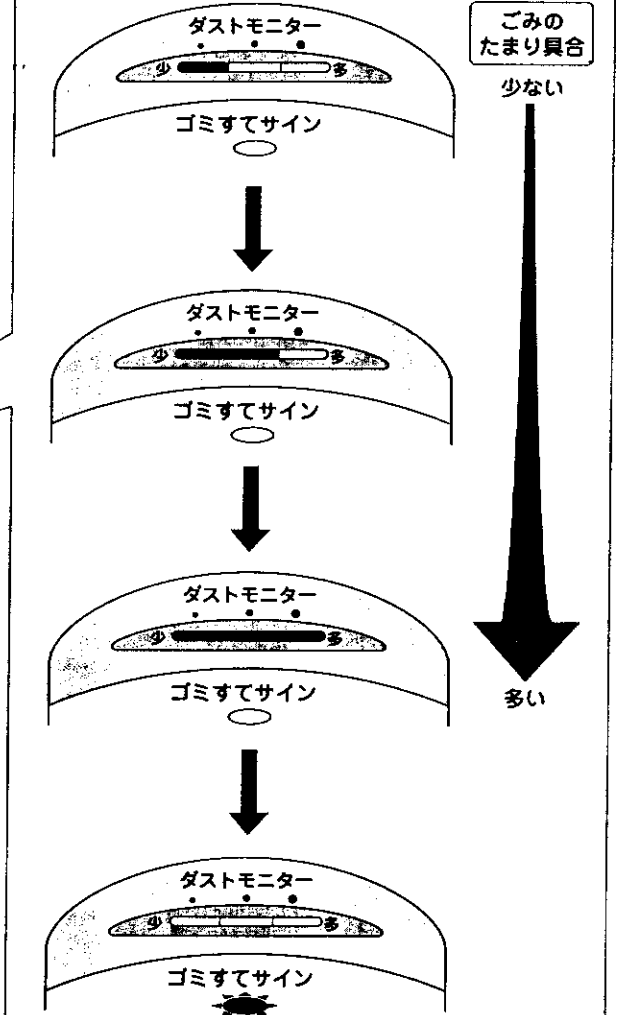 ダストモニター
少 多
ゴミすてサイン
ダストモニター
少 多
ゴミすてサイン
ダストモニター
少 多
ゴミすてサイン
ダストモニター
少 多
ゴミすてサイン
ごみの
たまり具合
少ない
多い